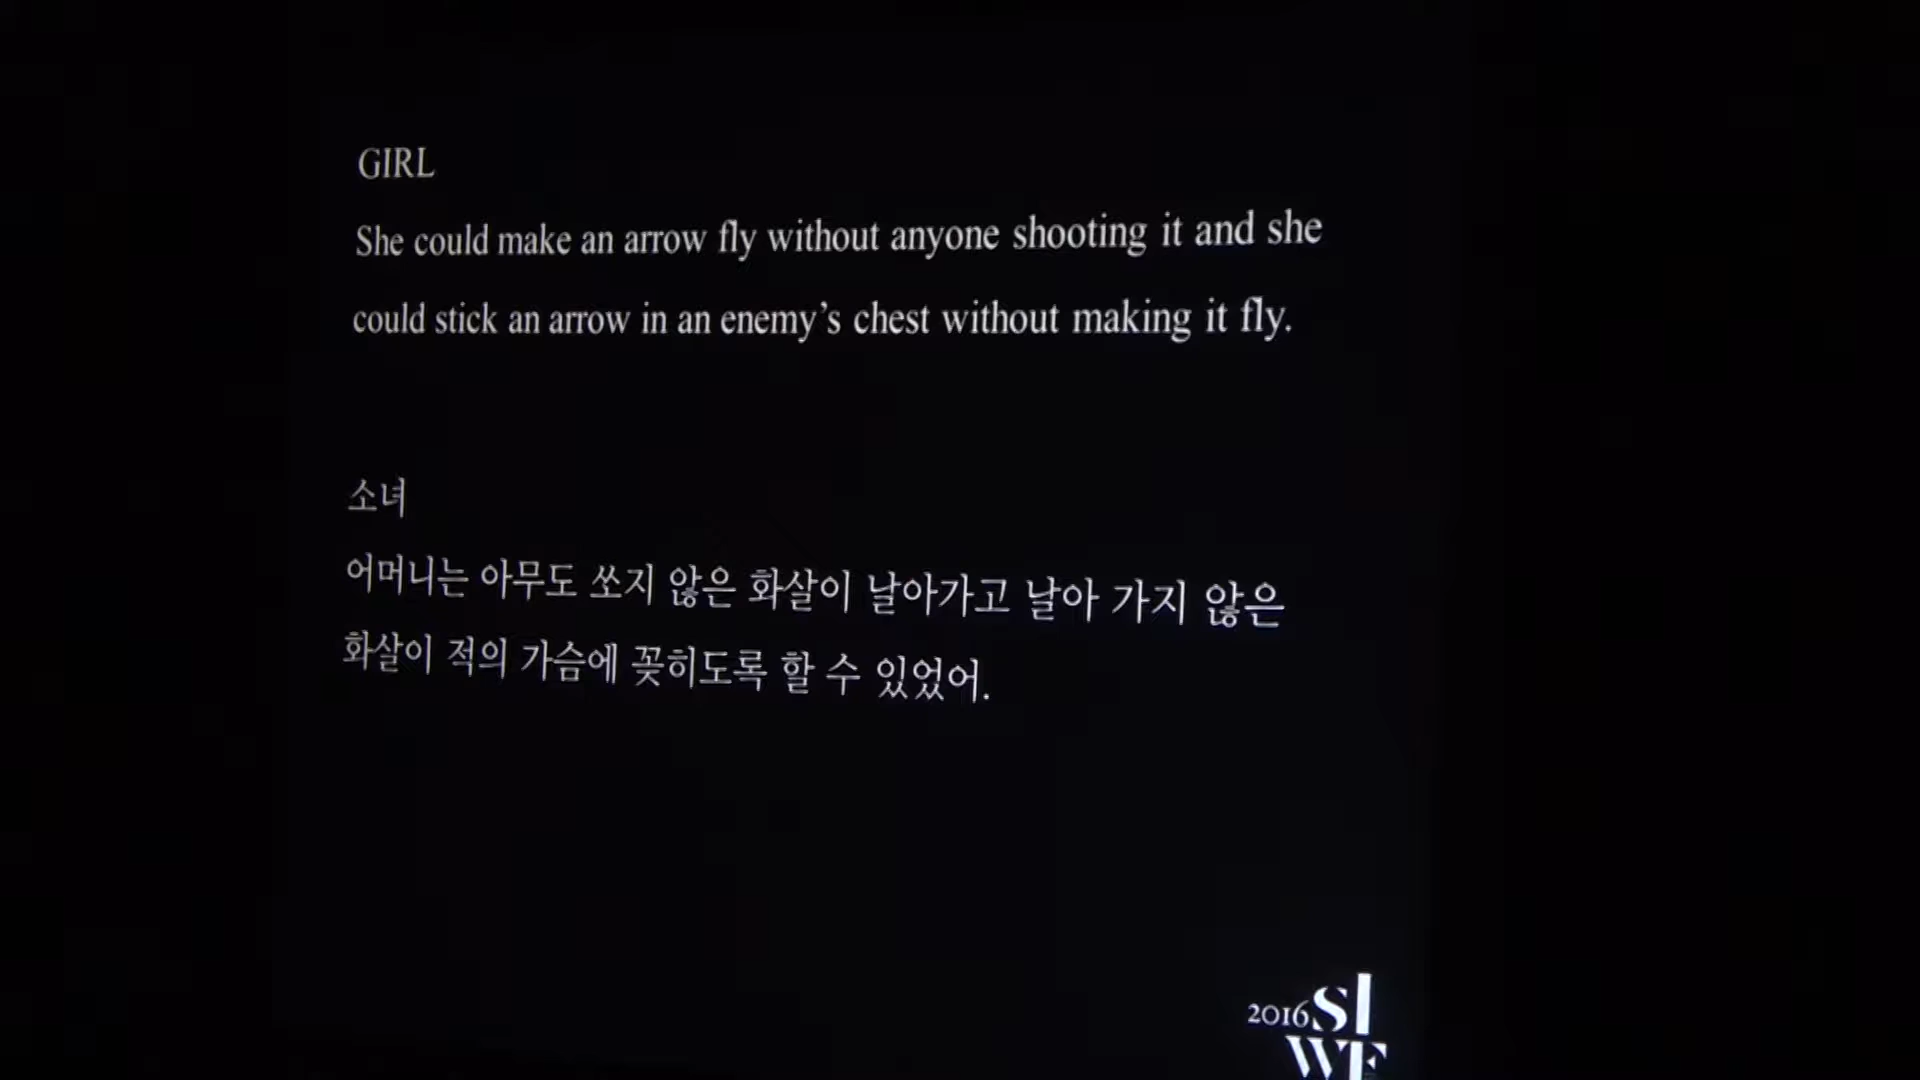 GIRL
She could make an arrow fly without anyone shooting it and she
could stick an arrow in an enemy’s chest without making it fly.
소녀
어머니는 아무도 쏘지 않은 화살이 날아가고 날아 가지 않은
화살이 적의 가슴에 꽂히도록 할 수 있었어.
2016 SI
WF